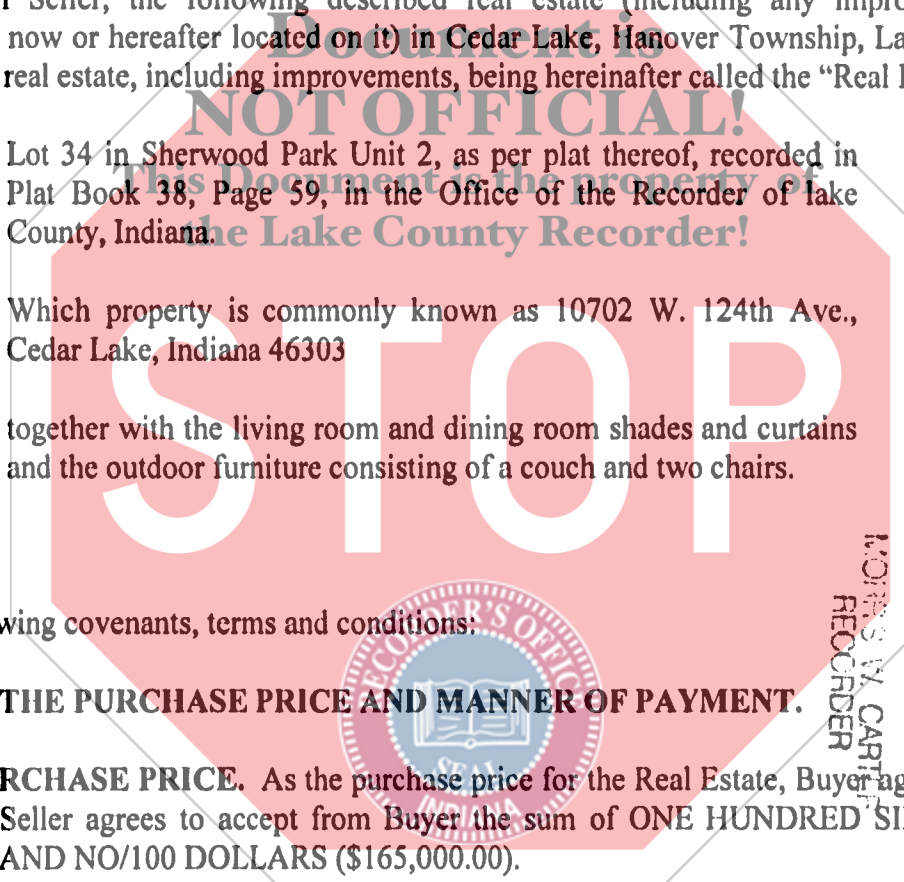 Seller, the following described real estate (including any impro
now or hereafter located on it) in Cedar Lake, Hanover Township, La
real estate, including improvements, being hereinafter called the “Real
Document is
NOT OFFICIAL!
This Document is the property of
the Lake County Recorder!
Lot 34 in Sherwood Park Unit 2, as per plat thereof, recorded in
Plat Book 38, Page 59, in the Office of the Recorder of lake
County, Indiana.
Which property is commonly known as 10702 W. 124th Ave.,
Cedar Lake, Indiana 46303
together with the living room and dining room shades and curtains
and the outdoor furniture consisting of a couch and two chairs.
STOP
wing covenants, terms and conditions:
THE PURCHASE PRICE AND MANNER OF PAYMENT.
RCHASE PRICE. As the purchase price for the Real Estate, Buyer ag
Seller agrees to accept from Buyer the sum of ONE HUNDRED
AND NO/100 DOLLARS ($165,000.00).
RECORDER'S OFFICE
SEAL
INDIANA
W. CARTER
RECORDER